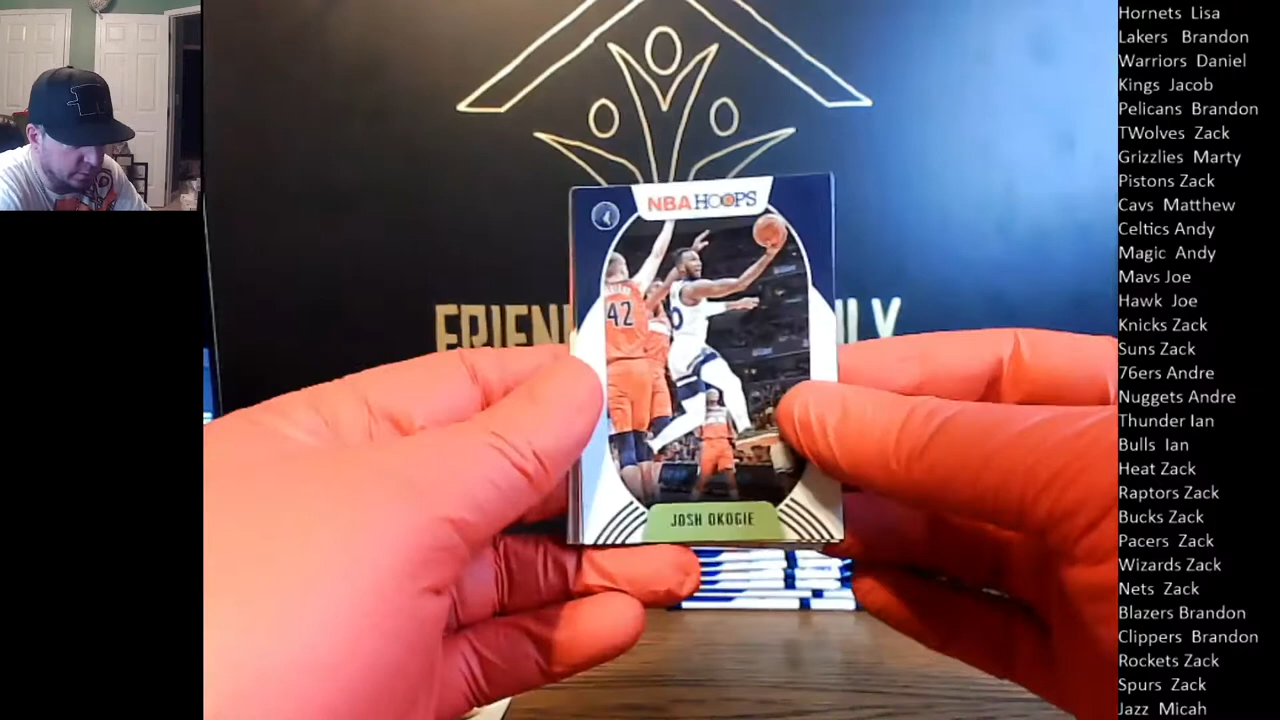 NBA HOOPS
42
JOSH OKOGIE
Hornets Lisa
Lakers Brandon
Warriors Daniel
Kings Jacob
Pelicans Brandon
TWolves Zack
Grizzlies Marty
Pistons Zack
Cavs Matthew
Celtics Andy
Magic Andy
Mavs Joe
Hawk Joe
Knicks Zack
Suns Zack
76ers Andre
Nuggets Andre
Thunder Ian
Bulls Ian
Heat Zack
Raptors Zack
Bucks Zack
Pacers Zack
Wizards Zack
Nets Zack
Blazers Brandon
Clippers Brandon
Rockets Zack
Spurs Zack
Jazz Micah